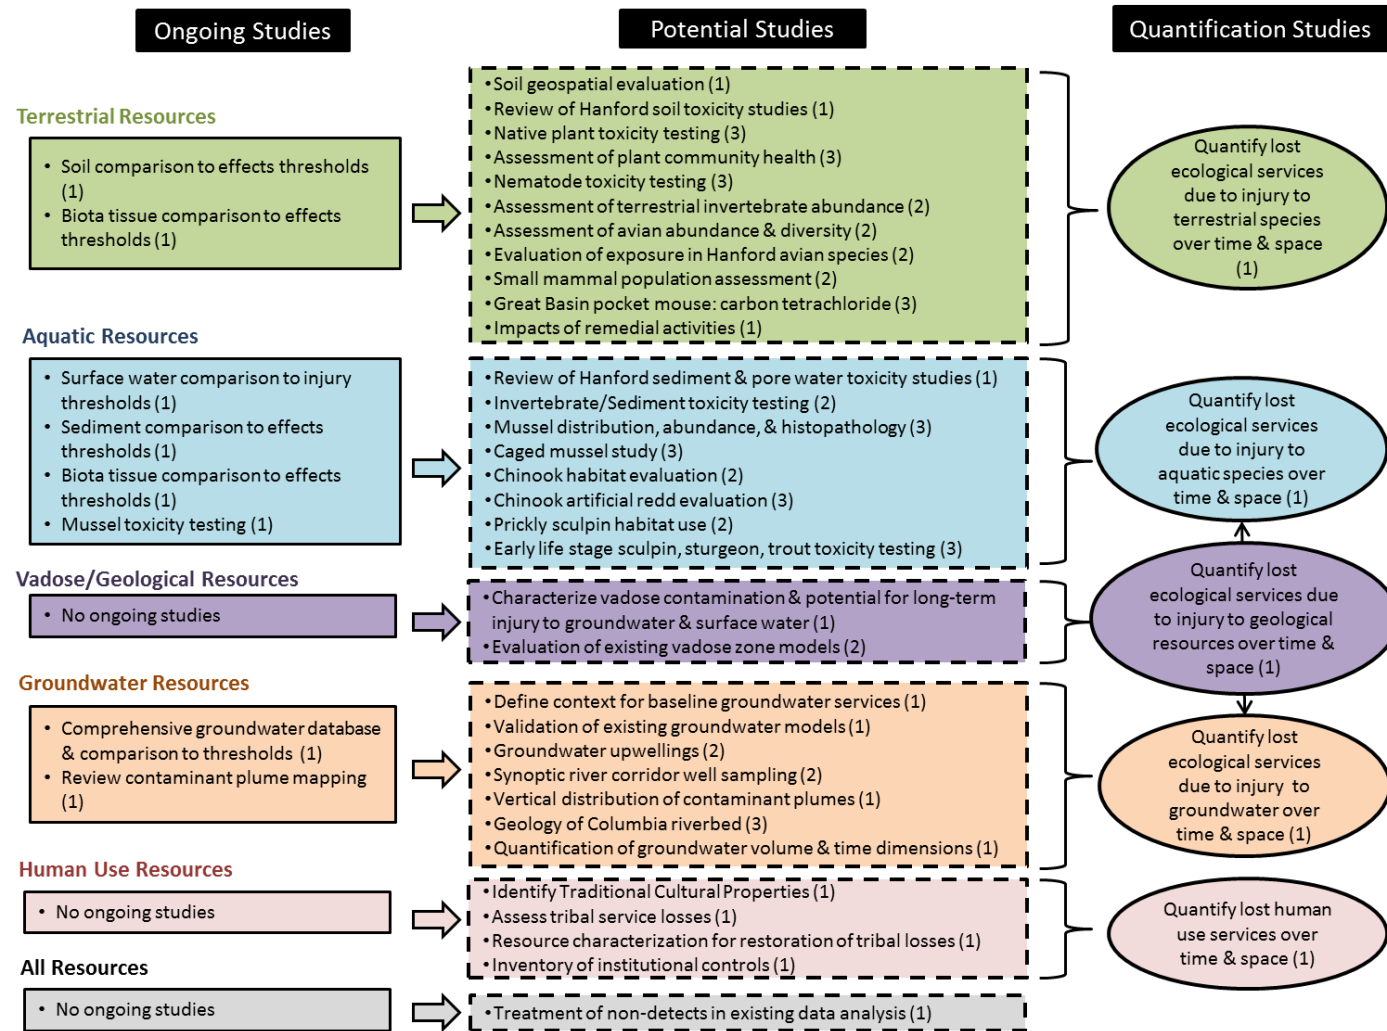 Ongoing Studies
Potential Studies
Quantification Studies
Terrestrial Resources
• Soil comparison to effects thresholds
(1)
• Biota tissue comparison to effects
thresholds (1)
•Soil geospatial evaluation (1)
•Review of Hanford soil toxicity studies (1)
•Native plant toxicity testing (3)
•Assessment of plant community health (3)
•Nematode toxicity testing (3)
•Assessment of terrestrial invertebrate abundance (2)
•Assessment of avian abundance & diversity (2)
•Evaluation of exposure in Hanford avian species (2)
•Small mammal population assessment (2)
•Great Basin pocket mouse: carbon tetrachloride (3)
•Impacts of remedial activities (1)
Quantify lost
ecological services
due to injury to
terrestrial species
over time & space
(1)
Aquatic Resources
• Surface water comparison to injury
thresholds (1)
• Sediment comparison to effects
thresholds (1)
• Biota tissue comparison to effects
thresholds (1)
• Mussel toxicity testing (1)
•Review of Hanford sediment & pore water toxicity studies (1)
•Invertebrate/Sediment toxicity testing (2)
•Mussel distribution, abundance, & histopathology (3)
•Caged mussel study (3)
•Chinook habitat evaluation (2)
•Chinook artificial redd evaluation (3)
•Prickly sculpin habitat use (2)
•Early life stage sculpin, sturgeon, trout toxicity testing (3)
Quantify lost
ecological services
due to injury to
aquatic species over
time & space (1)
Vadose/Geological Resources
• No ongoing studies
•Characterize vadose contamination & potential for long-term
injury to groundwater & surface water (1)
•Evaluation of existing vadose zone models (2)
Quantify lost
ecological services due
to injury to geological
resources over time &
space (1)
Groundwater Resources
• Comprehensive groundwater database
& comparison to thresholds (1)
• Review contaminant plume mapping
(1)
•Define context for baseline groundwater services (1)
•Validation of existing groundwater models (1)
•Groundwater upwellings (2)
•Synoptic river corridor well sampling (2)
•Vertical distribution of contaminant plumes (1)
•Geology of Columbia riverbed (3)
•Quantification of groundwater volume & time dimensions (1)
Quantify lost
ecological services
due to injury to
groundwater over
time & space (1)
Human Use Resources
• No ongoing studies
•Identify Traditional Cultural Properties (1)
•Assess tribal service losses (1)
•Resource characterization for restoration of tribal losses (1)
•Inventory of institutional controls (1)
Quantify lost human
use services over
time & space (1)
All Resources
• No ongoing studies
•Treatment of non-detects in existing data analysis (1)